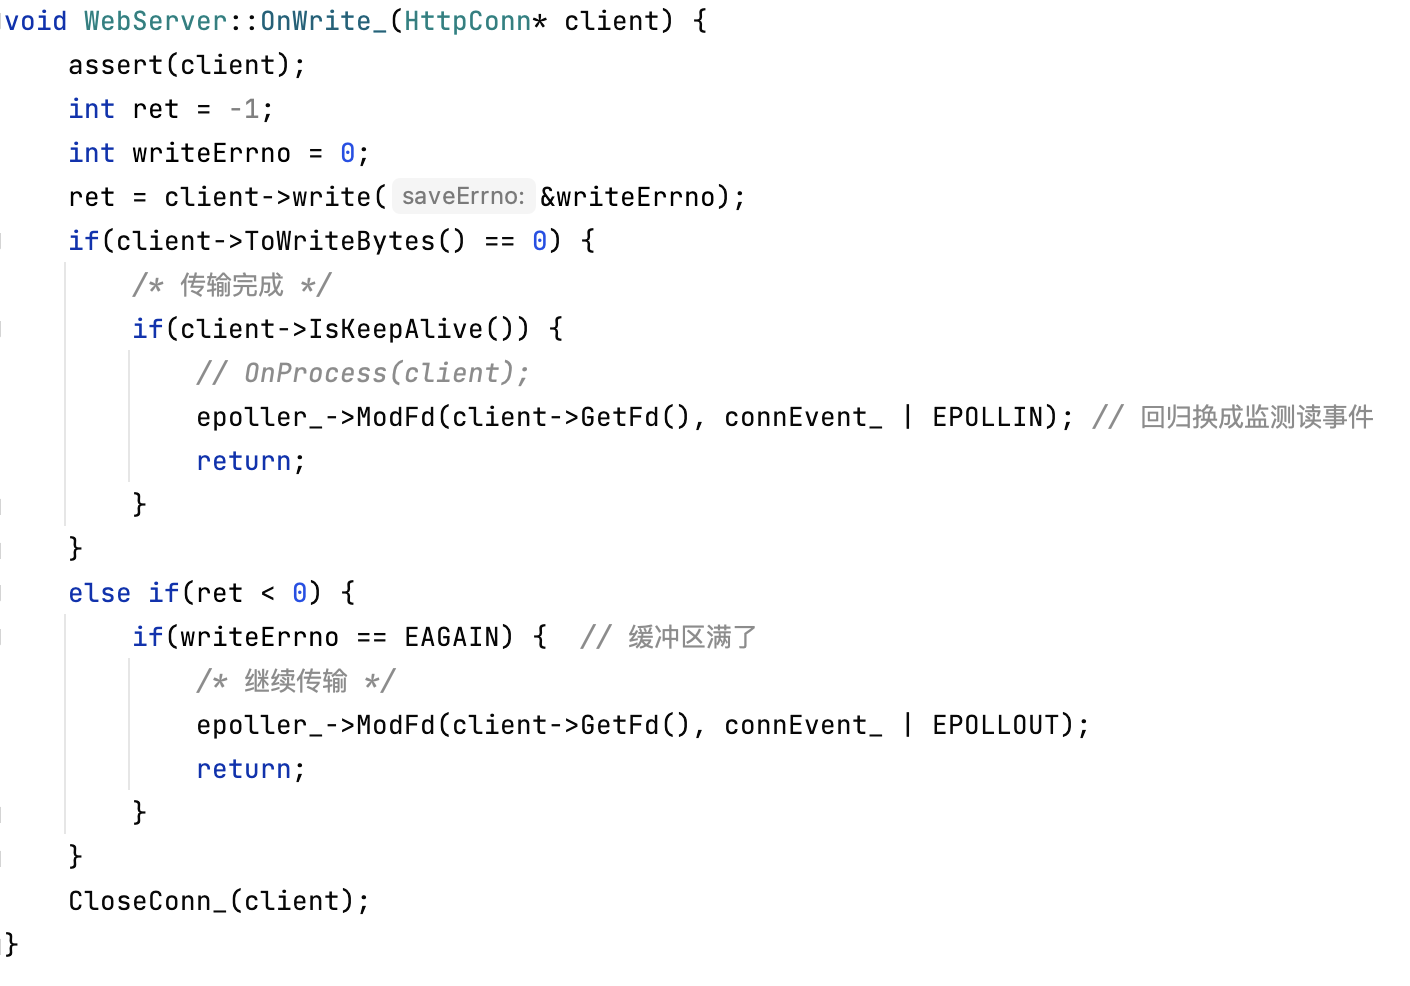 void WebServer::OnWrite_(HttpConn* client) {
    assert(client);
    int ret = -1;
    int writeErrno = 0;
    ret = client->write( saveErrno: &writeErrno);
    if(client->ToWriteBytes() == 0) {
        /* 传输完成 */
        if(client->IsKeepAlive()) {
            // OnProcess(client);
            epoller_->ModFd(client->GetFd(), connEvent_ | EPOLLIN); // 回归换成监测读事件
            return;
        }
    }
    else if(ret < 0) {
        if(writeErrno == EAGAIN) {  // 缓冲区满了
            /* 继续传输 */
            epoller_->ModFd(client->GetFd(), connEvent_ | EPOLLOUT);
            return;
        }
    }
    CloseConn_(client);
}